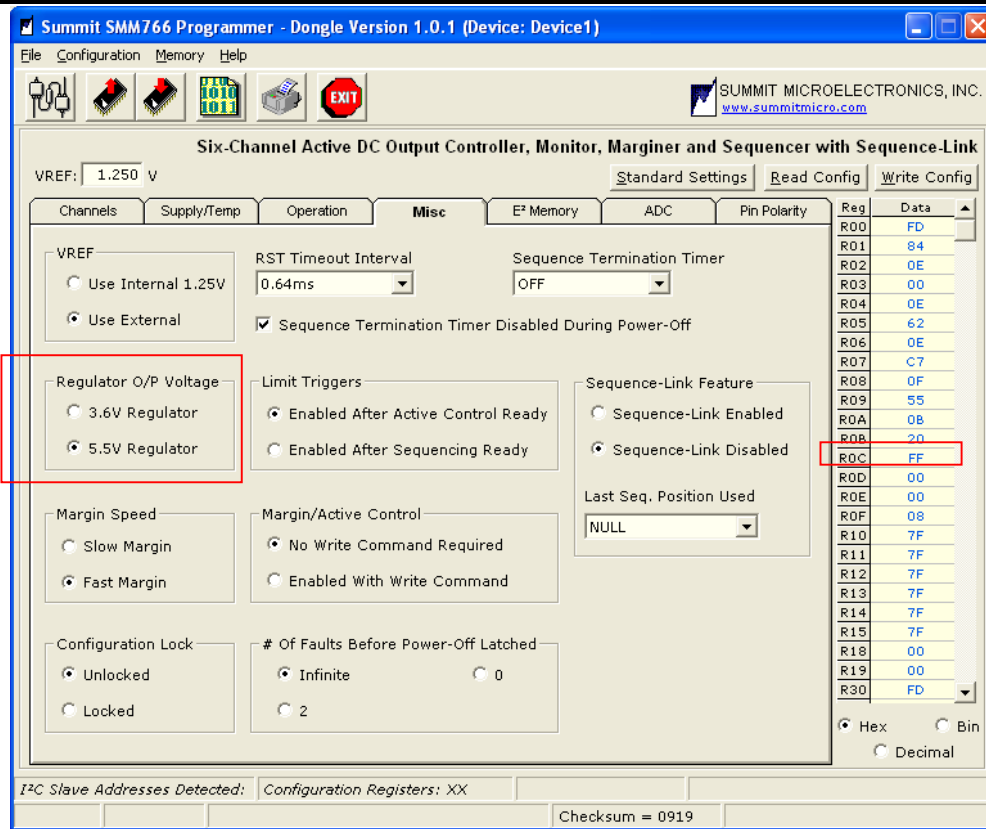 Summit SMM766 Programmer - Dongle Version 1.0.1 (Device: Device1)
File Configuration Memory Help
1010
1011
EXIT
SUMMIT MICROELECTRONICS, INC.
www.summitmicro.com
Six-Channel Active DC Output Controller, Monitor, Marginer and Sequencer with Sequence-Link
VREF: 1.250 V
Standard Settings Read Config Write Config
Channels Supply/Temp Operation Misc E² Memory ADC Pin Polarity
VREF
Use Internal 1.25V
Use External
RST Timeout Interval
0.64ms
Sequence Termination Timer
OFF
Sequence Termination Timer Disabled During Power-Off
Regulator O/P Voltage
3.6V Regulator
5.5V Regulator
Limit Triggers
Enabled After Active Control Ready
Enabled After Sequencing Ready
Sequence-Link Feature
Sequence-Link Enabled
Sequence-Link Disabled
Last Seq. Position Used
NULL
Margin Speed
Slow Margin
Fast Margin
Margin/Active Control
No Write Command Required
Enabled With Write Command
Configuration Lock
Unlocked
Locked
# Of Faults Before Power-Off Latched
Infinite 0
2
Reg Data
R00 FD
R01 84
R02 0E
R03 00
R04 0E
R05 62
R06 0E
R07 C7
R08 0F
R09 55
R0A 0B
R0B 20
R0C FF
R0D 00
R0E 00
R0F 08
R10 7F
R11 7F
R12 7F
R13 7F
R14 7F
R15 7F
R18 00
R19 00
R30 FD
Hex Bin
Decimal
I²C Slave Addresses Detected: Configuration Registers: XX
Checksum = 0919